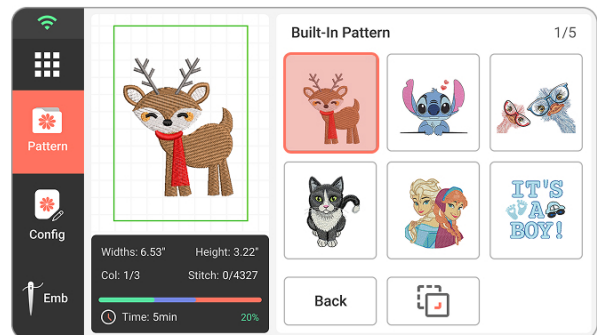 Built-In Pattern
1/5
Pattern
Config
Emb
Widths: 6.53"
Height: 3.22"
Col: 1/3
Stitch: 0/4327
Time: 5min
20%
IT'S
A
BOY!
Back